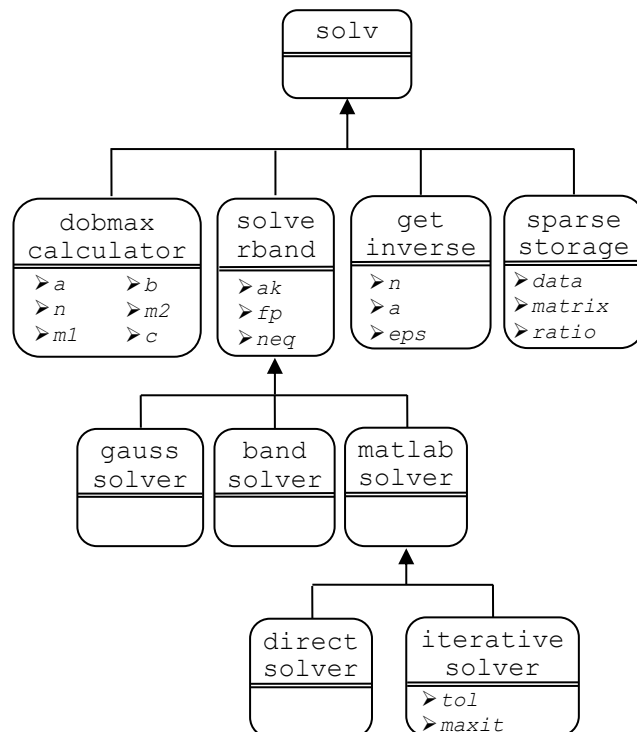 solv
dobmax
calculator
➢a ➢b
➢n ➢m2
➢m1 ➢c
solve
rband
➢ak
➢fp
➢neq
get
inverse
➢n
➢a
➢eps
sparse
storage
➢data
➢matrix
➢ratio
gauss
solver
band
solver
matlab
solver
direct
solver
iterative
solver
➢tol
➢maxit